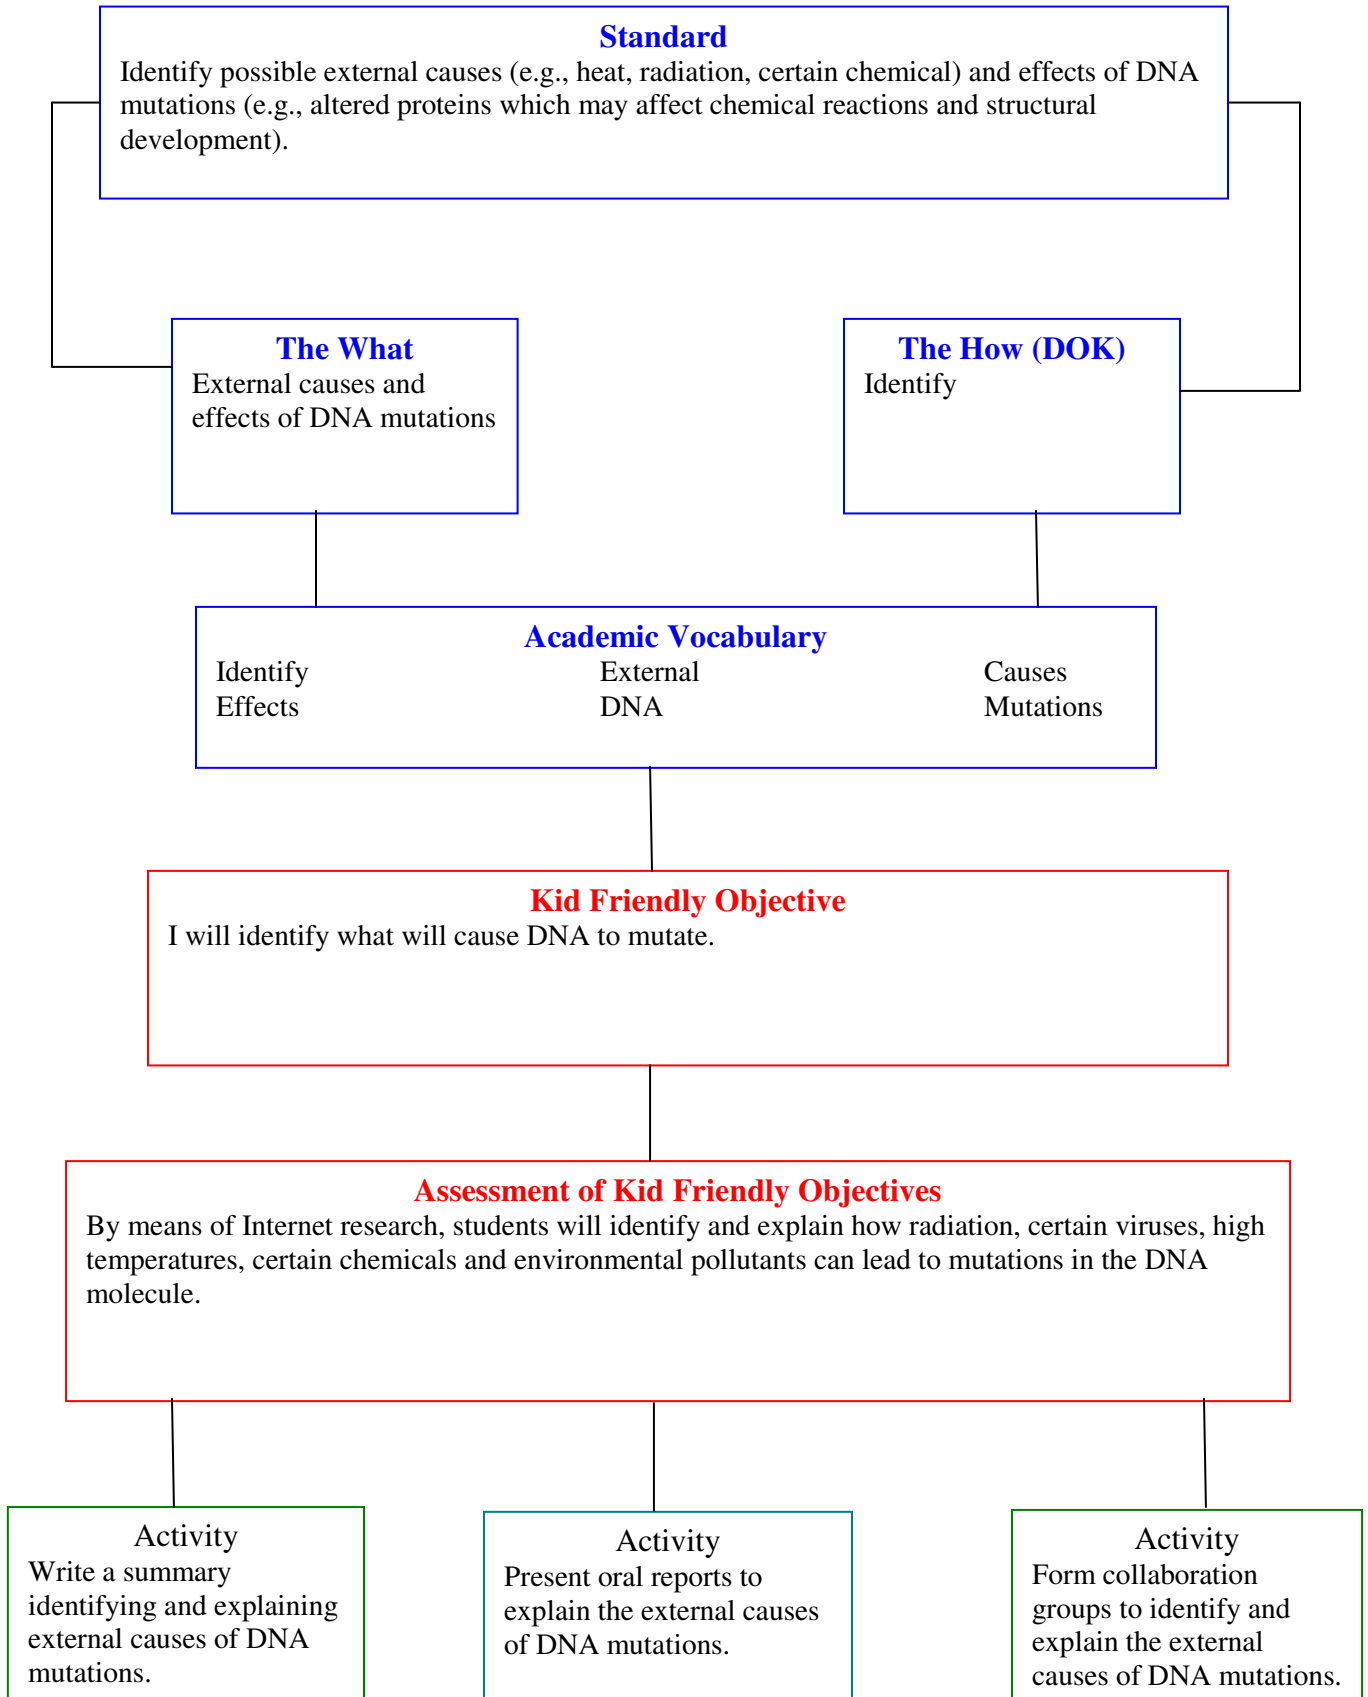 Standard
Identify possible external causes (e.g., heat, radiation, certain chemical) and effects of DNA
mutations (e.g., altered proteins which may affect chemical reactions and structural
development).
The What
External causes and
effects of DNA mutations
The How (DOK)
Identify
Academic Vocabulary
Identify External Causes
Effects DNA Mutations
Kid Friendly Objective
I will identify what will cause DNA to mutate.
Assessment of Kid Friendly Objectives
By means of Internet research, students will identify and explain how radiation, certain viruses, high
temperatures, certain chemicals and environmental pollutants can lead to mutations in the DNA
molecule.
Activity
Write a summary
identifying and explaining
external causes of DNA
mutations.
Activity
Present oral reports to
explain the external causes
of DNA mutations.
Activity
Form collaboration
groups to identify and
explain the external
causes of DNA mutations.